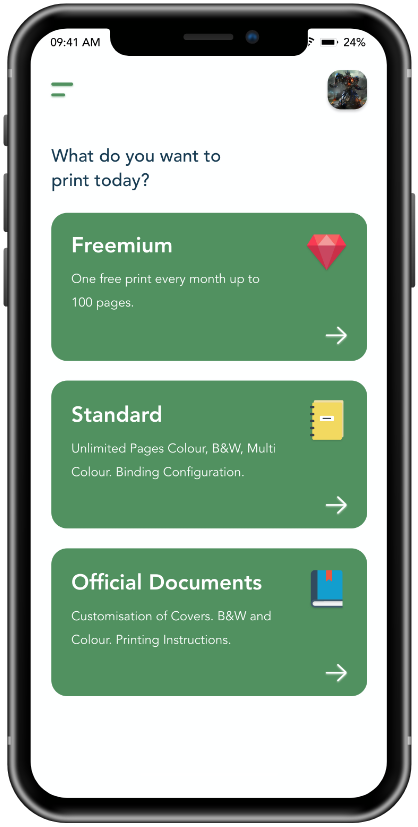 09:41 AM 24%
What do you want to
print today?
Freemium
One free print every month up to
100 pages.
Standard
Unlimited Pages Colour, B&W, Multi
Colour. Binding Configuration.
Official Documents
Customisation of Covers. B&W and
Colour. Printing Instructions.